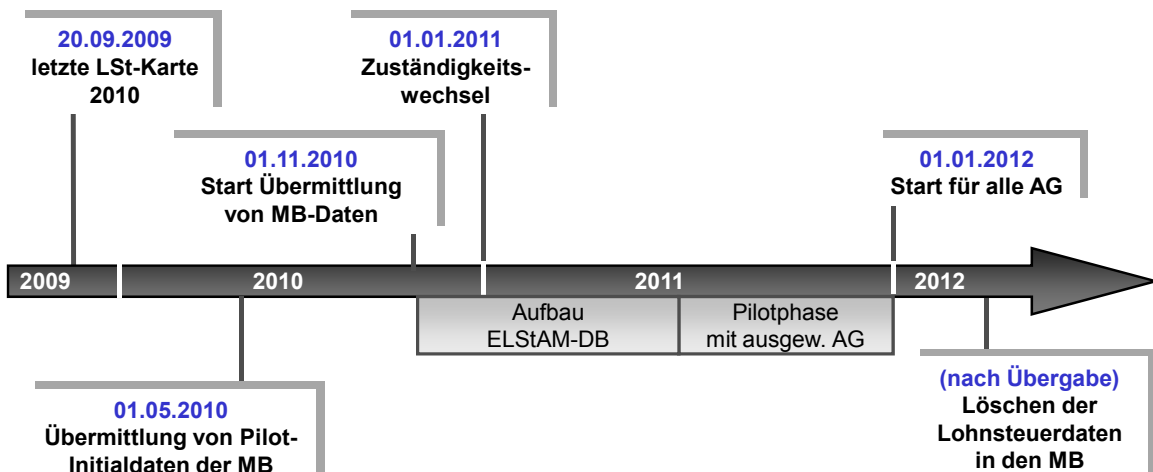 20.09.2009
letzte LSt-Karte
2010
01.01.2011
Zuständigkeits-
wechsel
01.11.2010
Start Übermittlung
von MB-Daten
01.01.2012
Start für alle AG
2009
2010
2011
2012
Aufbau
ELStAM-DB
Pilotphase
mit ausgew. AG
01.05.2010
Übermittlung von Pilot-
Initialdaten der MB
(nach Übergabe)
Löschen der
Lohnsteuerdaten
in den MB